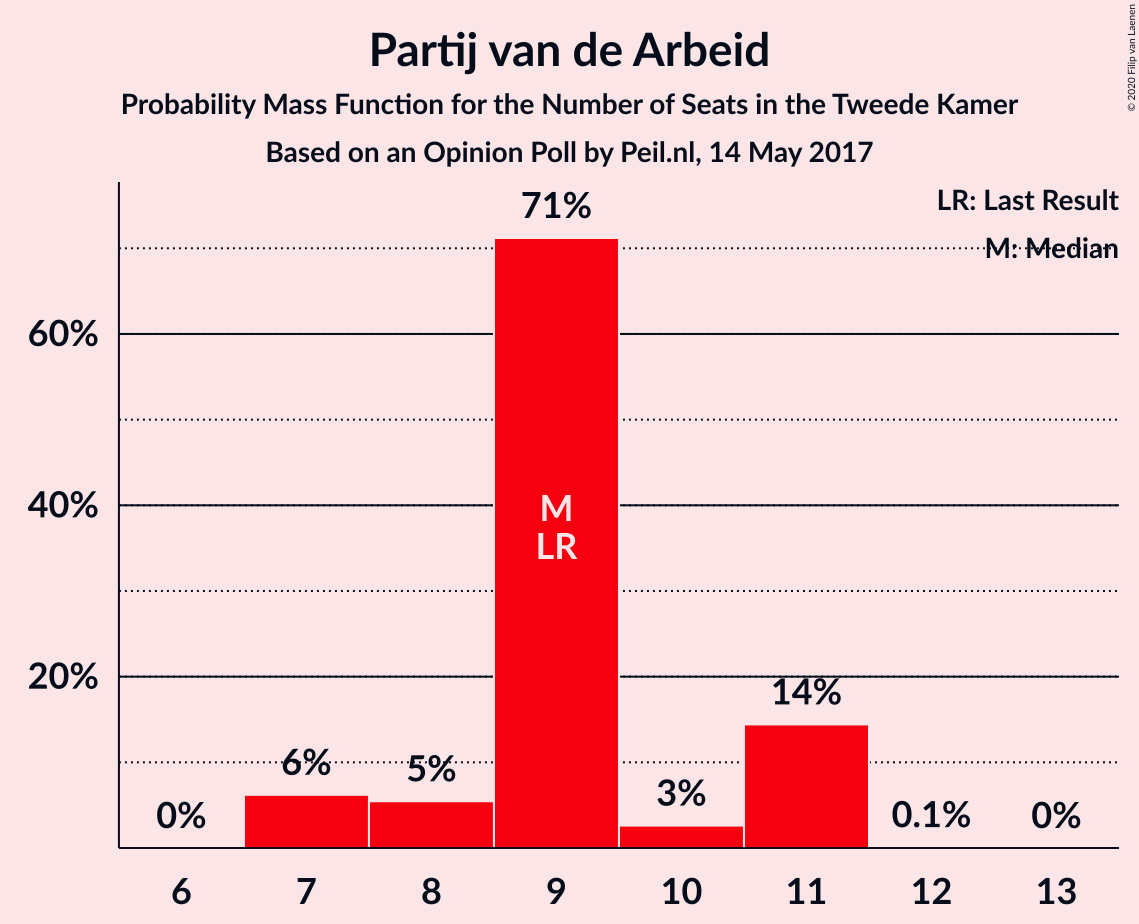 Partij van de Arbeid
Probability Mass Function for the Number of Seats in the Tweede Kamer
Based on an Opinion Poll by Peil.nl, 14 May 2017
© 2020 Filip van Laenen
LR: Last Result
M: Median
71%
60%
40%
20%
M
LR
0%
6%
5%
3%
14%
0.1%
0%
6 7 8 9 10 11 12 13